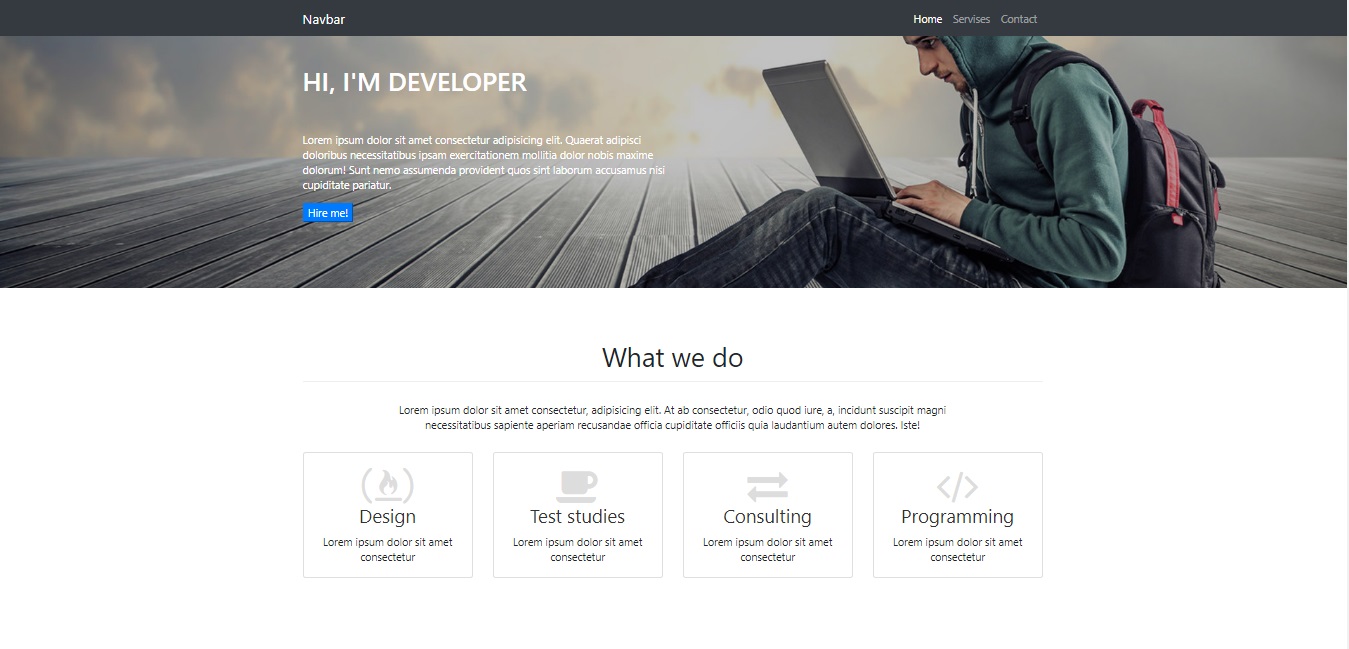 Navbar
Home Servises Contact
HI, I'M DEVELOPER
Lorem ipsum dolor sit amet consectetur adipisicing elit. Quaerat adipisci
doloribus necessitatibus ipsam exercitationem mollitia dolor nobis maxime
dolorum! Sunt nemo assumenda provident quos sint laborum accusamus nisi
cupiditate pariatur.
Hire me!
What we do
Lorem ipsum dolor sit amet consectetur, adipisicing elit. At ab consectetur, odio quod iure, a, incidunt suscipit magni
necessitatibus sapiente aperiam recusandae officia cupiditate officiis quia laudantium autem dolores. Iste!
Design
Lorem ipsum dolor sit amet
consectetur
Test studies
Lorem ipsum dolor sit amet
consectetur
Consulting
Lorem ipsum dolor sit amet
consectetur
Programming
Lorem ipsum dolor sit amet
consectetur